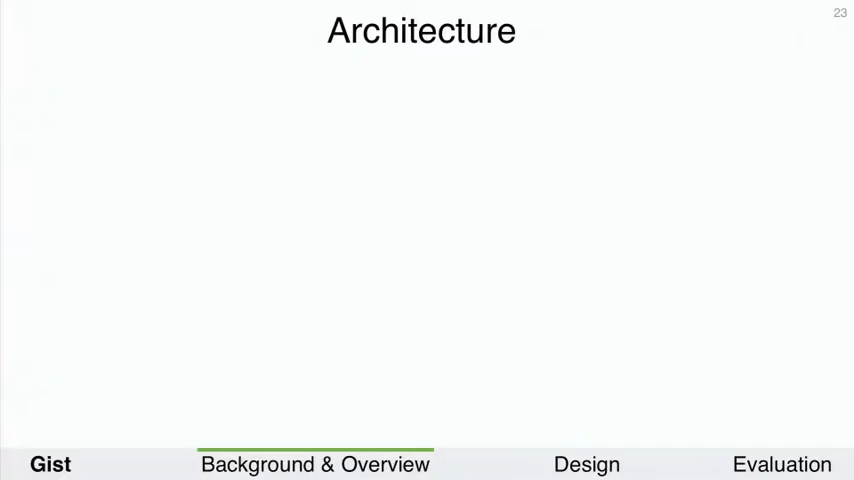 23
Architecture
Gist
Background & Overview
Design
Evaluation